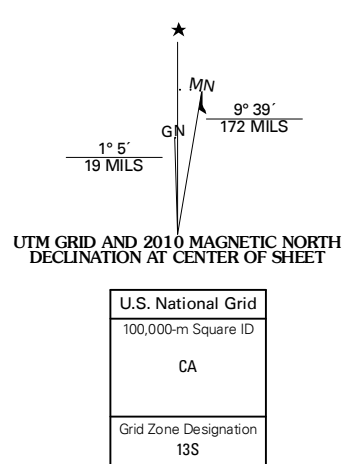 ★
MN
GN
9° 39´
172 MILS
1° 5´
19 MILS
UTM GRID AND 2010 MAGNETIC NORTH
DECLINATION AT CENTER OF SHEET
U.S. National Grid
100,000-m Square ID
CA
Grid Zone Designation
13S